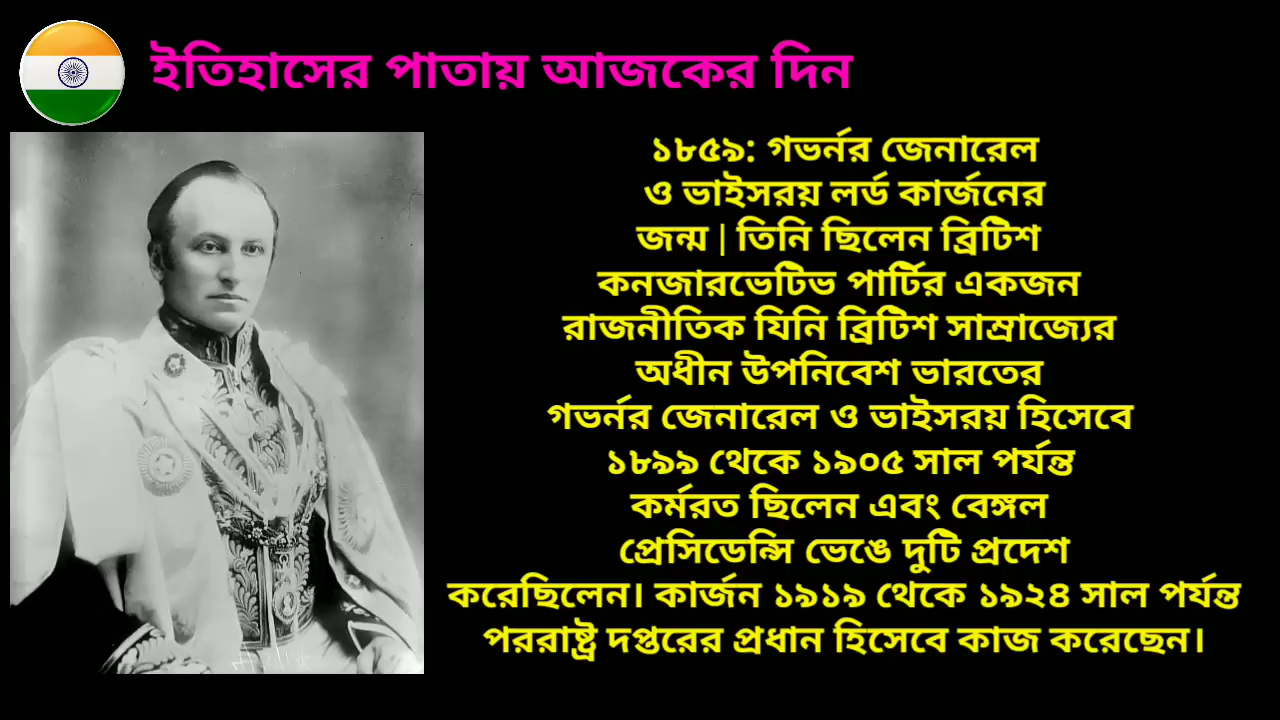 ইতিহাসের পাতায় আজকের দিন
১৮৫৯: গভর্নর জেনারেল
ও ভাইসরয় লর্ড কার্জনের
জন্ম | তিনি ছিলেন ব্রিটিশ
কনজারভেটিভ পার্টির একজন
রাজনীতিক যিনি ব্রিটিশ সাম্রাজ্যের
অধীন উপনিবেশ ভারতের
গভর্নর জেনারেল ও ভাইসরয় হিসেবে
১৮৯৯ থেকে ১৯০৫ সাল পর্যন্ত
কর্মরত ছিলেন এবং বেঙ্গল
প্রেসিডেন্সি ভেঙে দুটি প্রদেশ
করেছিলেন। কার্জন ১৯১৯ থেকে ১৯২৪ সাল পর্যন্ত
পররাষ্ট্র দপ্তরের প্রধান হিসেবে কাজ করেছেন।